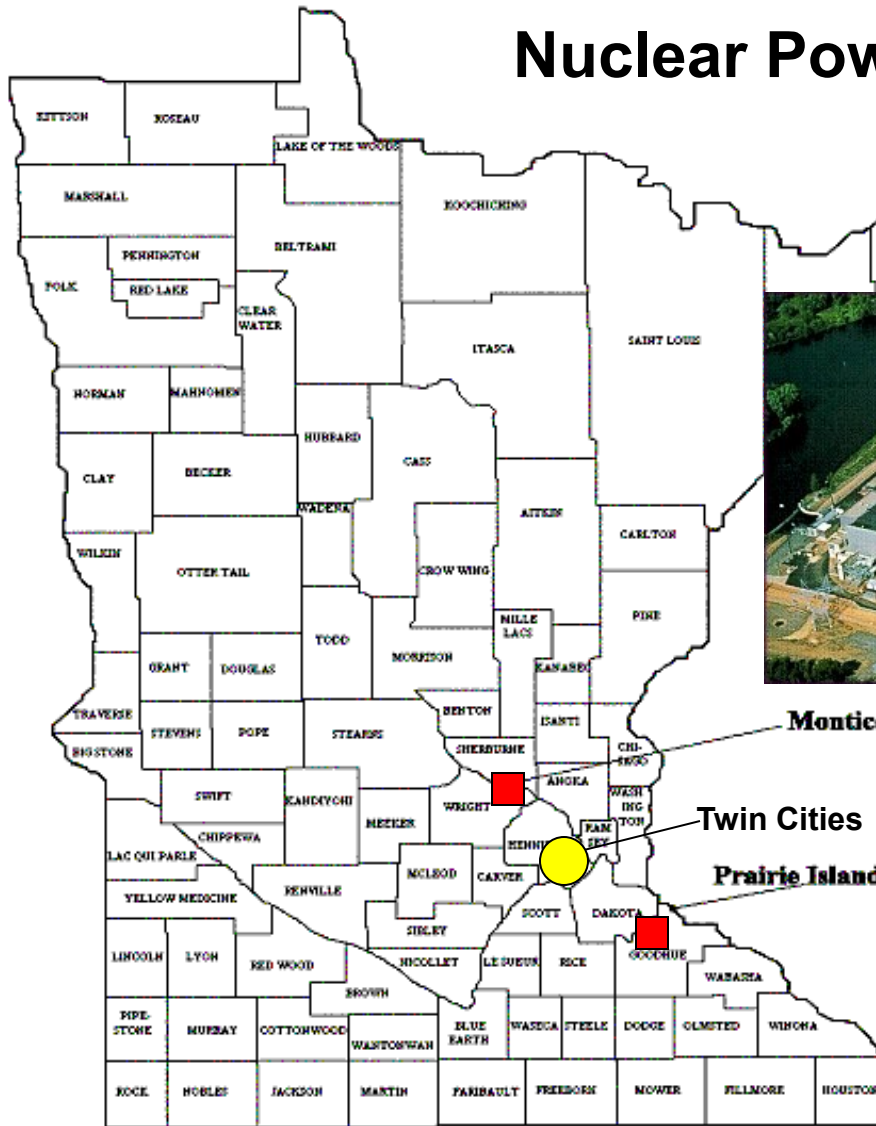 Nuclear Pow
KITTSON
ROSEAU
LAKE OF THE WOODS
MARSHALL
KOOCHICHING
BELTRAMI
PENNINGTON
POLK
RED LAKE
CLEAR
WATER
ITASCA
SAINT LOUIS
NORMAN
MAHNOMEN
HUBBARD
CASS
CLAY
BECKER
WADENA
AITKIN
CARLTON
WILKIN
OTTER TAIL
CROW WING
PINE
MILLE
LACS
TODD
MORRISON
KANABEC
GRANT
DOUGLAS
BENTON
ISANTI
TRAVERSE
STEVENS
POPE
STEARNS
Montice
BIG STONE
SHERBURNE
CHI-
SAGO
ANOKA
SWIFT
KANDIYOHI
WRIGHT
WASH
ING
TON
MEEKER
Twin Cities
CHIPPEWA
RAM
SEY
HENNE
LAC QUI PARLE
MCLEOD
CARVER
Prairie Island
YELLOW MEDICINE
RENVILLE
SCOTT
DAKOTA
SIBLEY
LINCOLN
LYON
RED WOOD
NICOLLET
LE SUEUR
RICE
GOODHUE
WABASHA
BROWN
PIPE-
STONE
MURRAY
COTTONWOOD
WANTONWAN
BLUE
EARTH
WASECA
STEELE
DODGE
OLMSTED
WINONA
ROCK
NOBLES
JACKSON
MARTIN
FARIBAULT
FREEBORN
MOWER
FILLMORE
HOUSTON